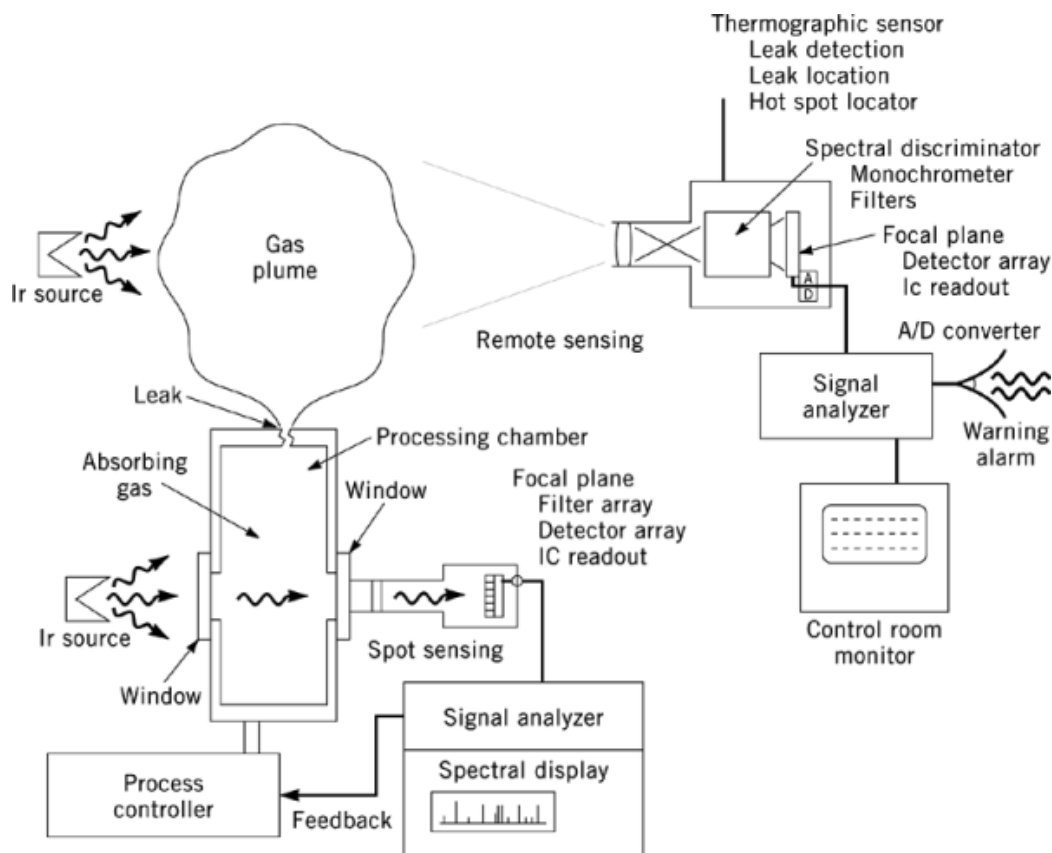 Thermographic sensor
Leak detection
Leak location
Hot spot locator
Spectral discriminator
Monochrometer
Filters
Focal plane
Detector array
Ic readout
A
D
A/D converter
Gas
plume
Ir source
Remote sensing
Signal
analyzer
Warning
alarm
Leak
Processing chamber
Absorbing
gas
Window
Focal plane
Filter array
Detector array
IC readout
Ir source
Window
Spot sensing
Control room
monitor
Signal analyzer
Spectral display
Process
controller
Feedback